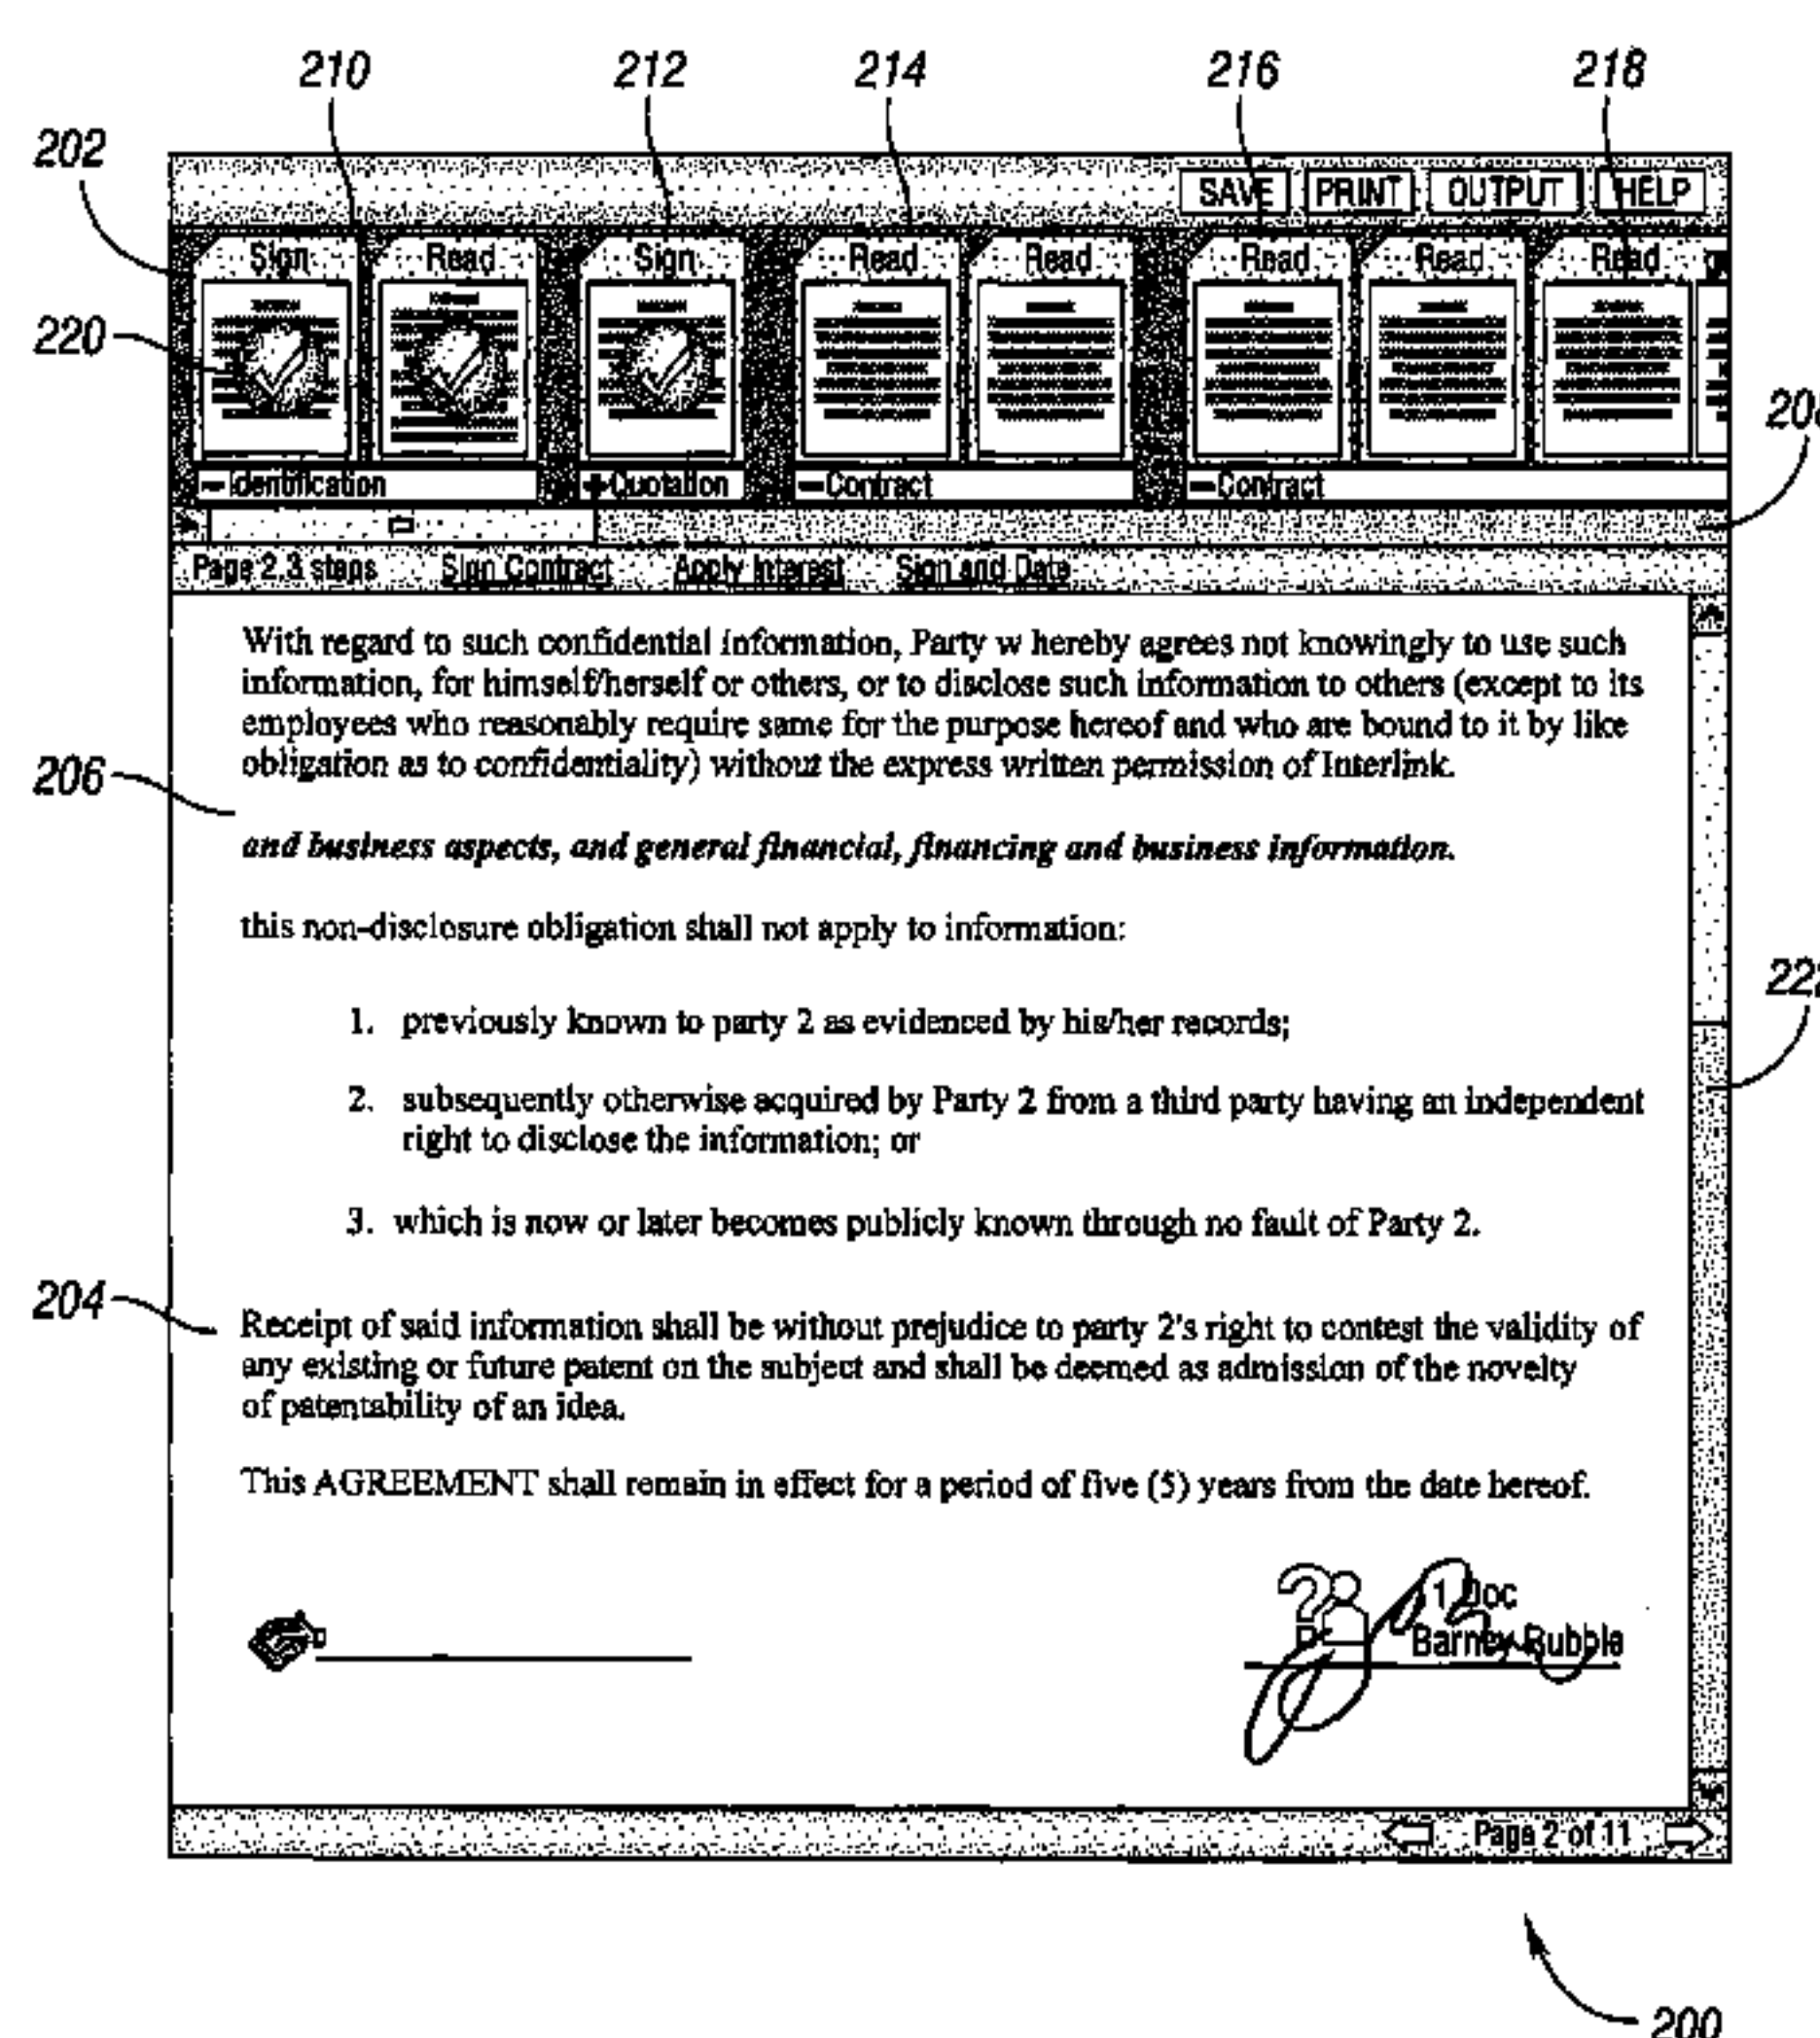 210 212 214 216 218
202
SAVE PRINT OUTPUT HELP
Sign Read Sign Read Read Read Read Read
220
– Identification + Quotation – Contract – Contract
Page 2, 3 steps Sign Contract Apply Interest Sign and Date
With regard to such confidential information, Party w hereby agrees not knowingly to use such
information, for himself/herself or others, or to disclose such information to others (except to its
employees who reasonably require same for the purpose hereof and who are bound to it by like
obligation as to confidentiality) without the express written permission of Interlink.
206
and business aspects, and general financial, financing and business information.
this non-disclosure obligation shall not apply to information:
1. previously known to party 2 as evidenced by his/her records;
2. subsequently otherwise acquired by Party 2 from a third party having an independent
right to disclose the information; or
3. which is now or later becomes publicly known through no fault of Party 2.
204
Receipt of said information shall be without prejudice to party 2's right to contest the validity of
any existing or future patent on the subject and shall be deemed as admission of the novelty
of patentability of an idea.
This AGREEMENT shall remain in effect for a period of five (5) years from the date hereof.
1 Doc
Barney Rubble
Page 2 of 11
200